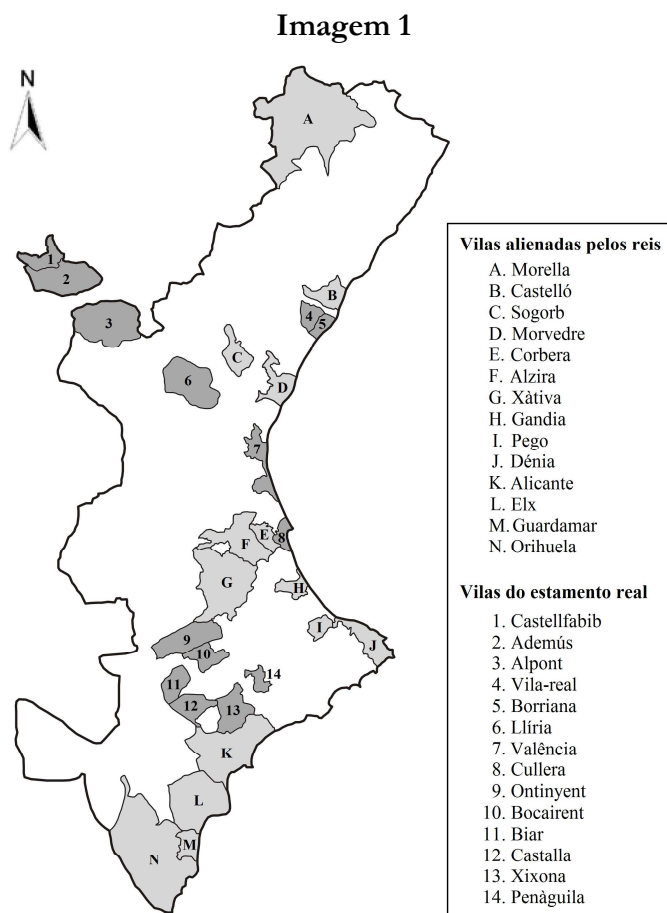 Imagem 1
N
A
1
2
3
B
4
5
C
6
D
7
E
F
8
G
H
I
J
9
10
11
14
12
13
K
L
M
N
Vilas alienadas pelos reis
A. Morella
B. Castelló
C. Sogorb
D. Morvedre
E. Corbera
F. Alzira
G. Xàtiva
H. Gandia
I. Pego
J. Dénia
K. Alicante
L. Elx
M. Guardamar
N. Orihuela
Vilas do estamento real
1. Castellfabib
2. Ademús
3. Alpont
4. Vila-real
5. Borriana
6. Llíria
7. Valência
8. Cullera
9. Ontinyent
10. Bocairent
11. Biar
12. Castalla
13. Xixona
14. Penàguila